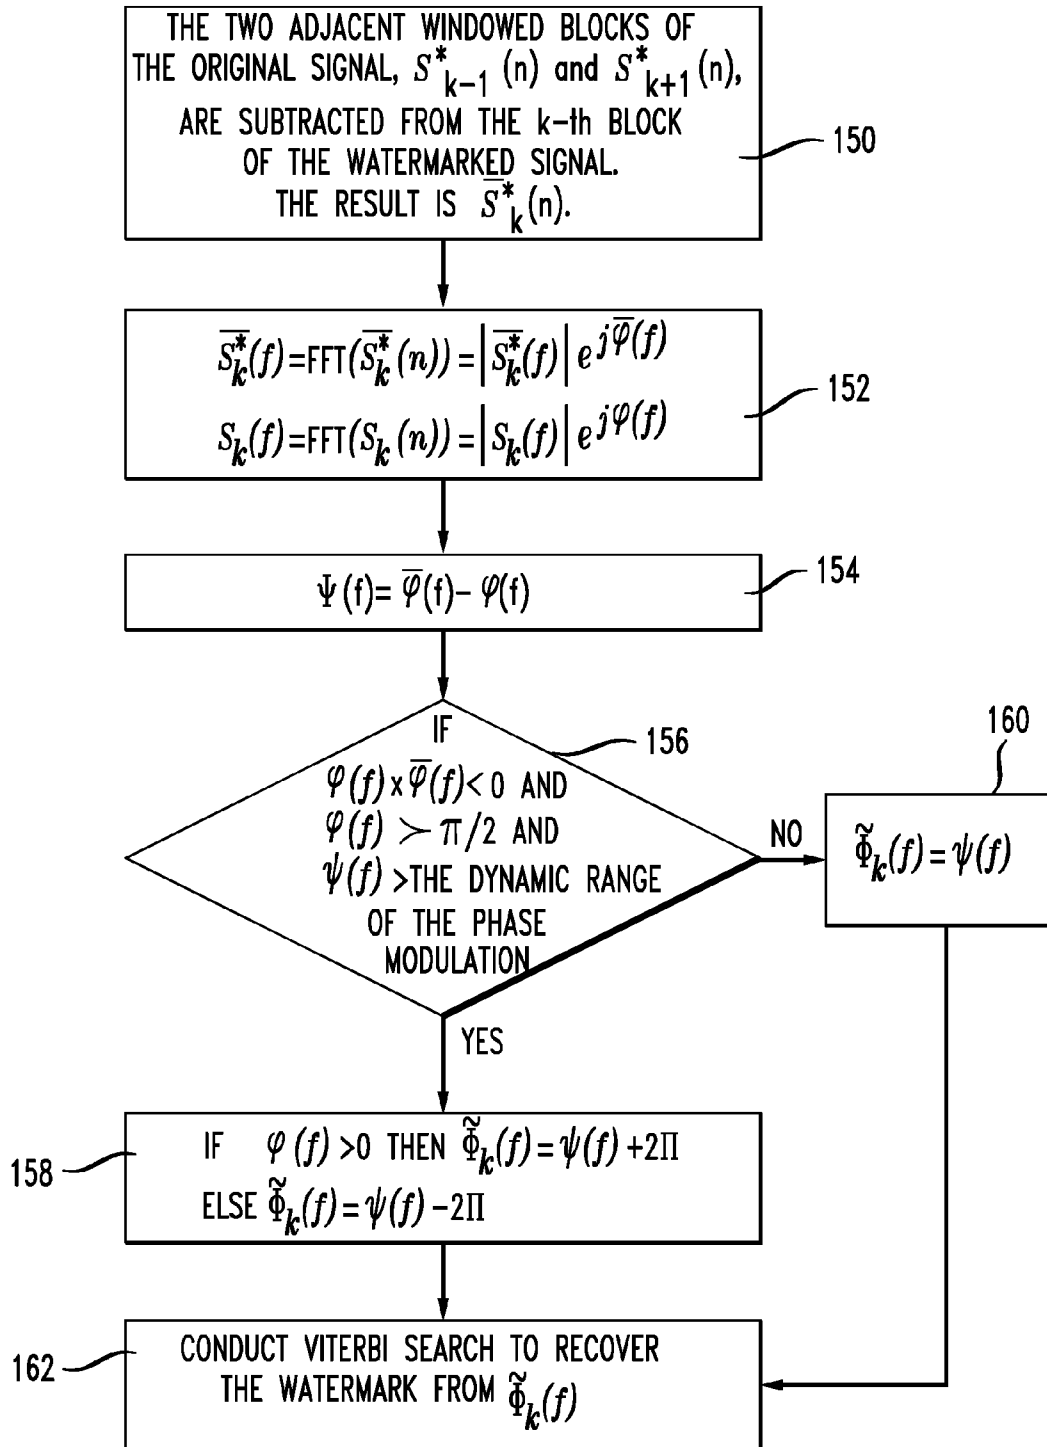 THE TWO ADJACENT WINDOWED BLOCKS OF
THE ORIGINAL SIGNAL, S*ₖ₋₁ (n) and S*ₖ₊₁(n),
ARE SUBTRACTED FROM THE k-th BLOCK
OF THE WATERMARKED SIGNAL.
THE RESULT IS S̅*ₖ(n).
150
S̅*ₖ(f)=FFT(S̅*ₖ(n))=|S̅*ₖ(f)| e^jφ̅(f)
Sₖ(f)=FFT(Sₖ(n))=|Sₖ(f)| e^jφ(f)
152
Ψ(f)= φ̅(f)- φ(f)
154
IF
φ(f)×φ̅(f)<0 AND
φ(f) ≻ π/2 AND
ψ(f) >THE DYNAMIC RANGE
OF THE PHASE
MODULATION
156
NO
160
Φ̃ₖ(f)=ψ(f)
YES
IF φ(f)>0 THEN Φ̃ₖ(f)=ψ(f)+2Π
ELSE Φ̃ₖ(f)=ψ(f)-2Π
158
CONDUCT VITERBI SEARCH TO RECOVER
THE WATERMARK FROM Φ̃ₖ(f)
162